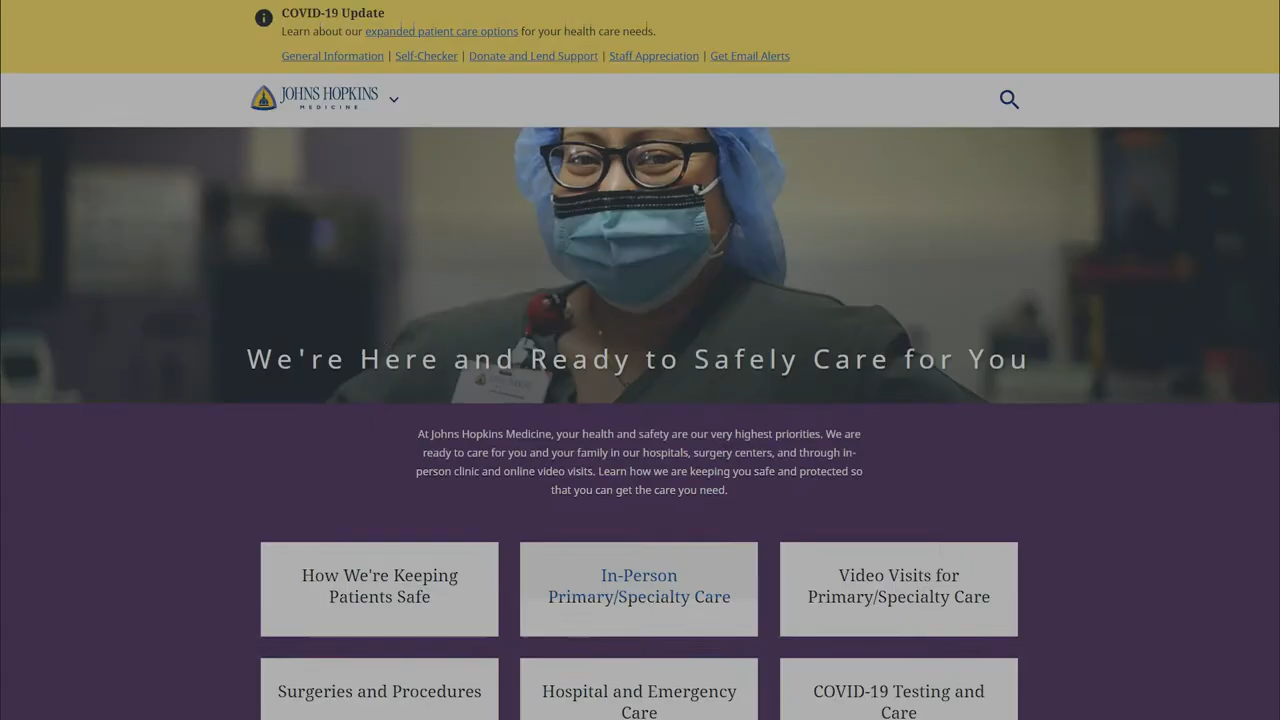 COVID-19 Update
Learn about our expanded patient care options for your health care needs.
General Information | Self-Checker | Donate and Lend Support | Staff Appreciation | Get Email Alerts
JOHNS HOPKINS
MEDICINE
We're Here and Ready to Safely Care for You
At Johns Hopkins Medicine, your health and safety are our very highest priorities. We are
ready to care for you and your family in our hospitals, surgery centers, and through in-
person clinic and online video visits. Learn how we are keeping you safe and protected so
that you can get the care you need.
How We're Keeping
Patients Safe
In-Person
Primary/Specialty Care
Video Visits for
Primary/Specialty Care
Surgeries and Procedures
Hospital and Emergency
Care
COVID-19 Testing and
Care